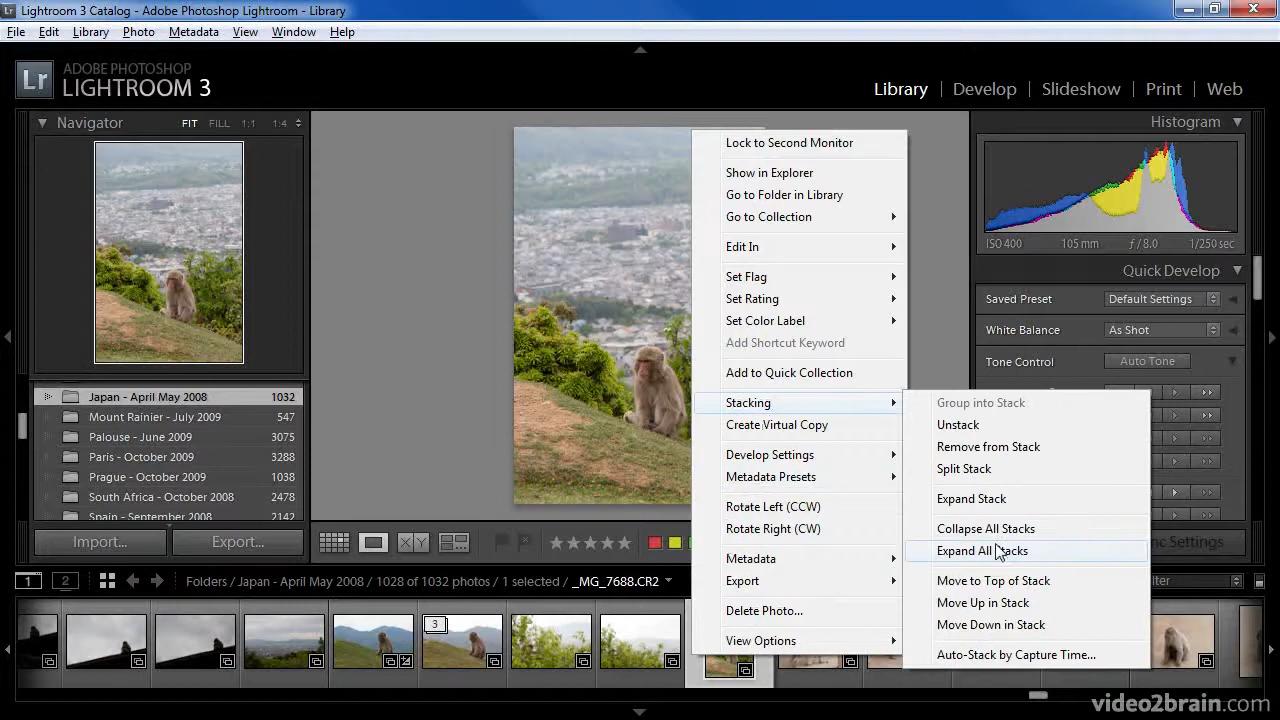 Lightroom 3 Catalog - Adobe Photoshop Lightroom - Library
File Edit Library Photo Metadata View Window Help
Lr ADOBE PHOTOSHOP
LIGHTROOM 3
Library | Develop | Slideshow | Print | Web
Navigator FIT FILL 1:1 1:4
Histogram
ISO 400 105 mm f / 8.0 1/250 sec
Quick Develop
Saved Preset Default Settings
White Balance As Shot
Tone Control Auto Tone
Lock to Second Monitor
Show in Explorer
Go to Folder in Library
Go to Collection
Edit In
Set Flag
Set Rating
Set Color Label
Add Shortcut Keyword
Add to Quick Collection
Stacking
Create Virtual Copy
Develop Settings
Metadata Presets
Rotate Left (CCW)
Rotate Right (CW)
Metadata
Export
Delete Photo...
View Options
Group into Stack
Unstack
Remove from Stack
Split Stack
Expand Stack
Collapse All Stacks
Expand All Stacks
Move to Top of Stack
Move Up in Stack
Move Down in Stack
Auto-Stack by Capture Time...
Japan - April May 2008 1032
Mount Rainier - July 2009 547
Palouse - June 2009 3075
Paris - October 2009 3288
Prague - October 2009 1038
South Africa - October 2008 2478
Spain - September 2008 2142
Import... Export...
XY
Settings
1 2 Folders / Japan - April May 2008 / 1028 of 1032 photos / 1 selected / _MG_7688.CR2
3
video2brain.com